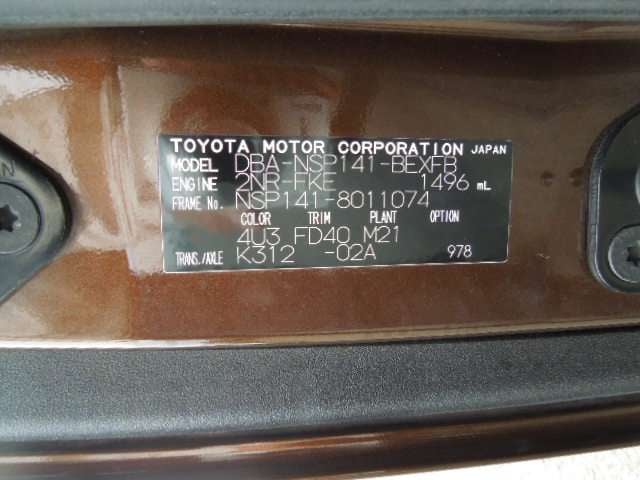 TOYOTA MOTOR CORPORATION JAPAN
MODEL DBA-NSP141-BEXFB
ENGINE 2NR-FKE 1496 mL
FRAME No. NSP141-8011074
COLOR TRIM PLANT OPTION
4U3 FD40 M21
TRANS./AXLE K312 -02A 978